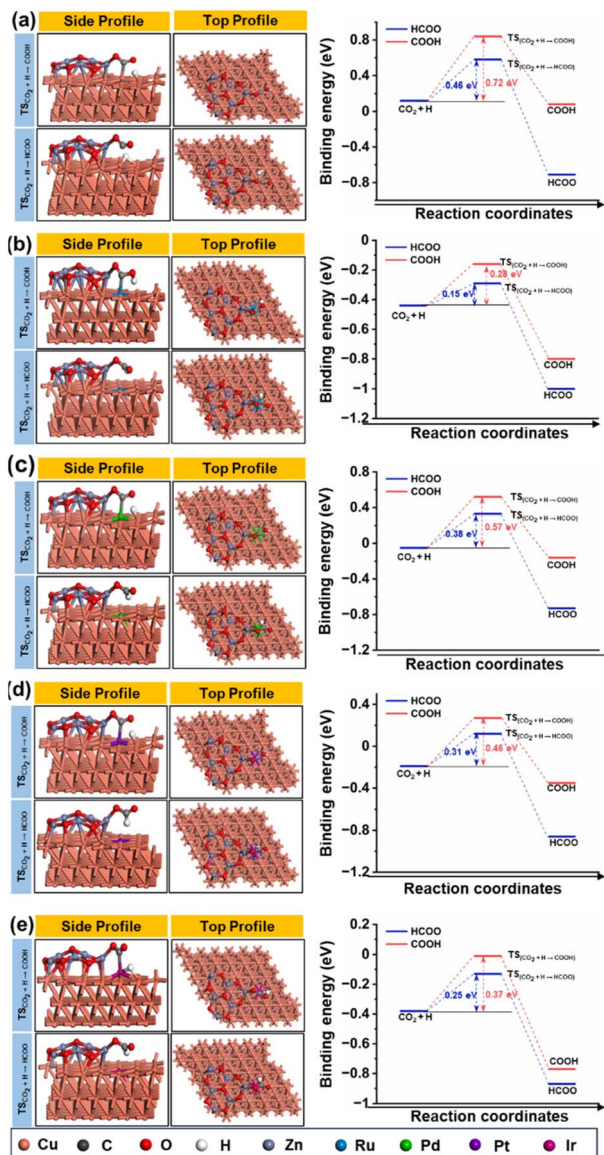 (a)
Side Profile
Top Profile
TS CO₂ + H → COOH
TS CO₂ + H → HCOO
Binding energy (eV)
0.8
0.4
0
−0.4
−0.8
HCOO
COOH
TS(CO₂ + H → COOH)
TS(CO₂ + H → HCOO)
0.46 eV
0.72 eV
CO₂ + H
COOH
HCOO
Reaction coordinates
(b)
Side Profile
Top Profile
TS CO₂ + H → COOH
TS CO₂ + H → HCOO
Binding energy (eV)
0
−0.2
−0.4
−0.6
−0.8
−1
−1.2
HCOO
COOH
TS(CO₂ + H → COOH)
0.28 eV
TS(CO₂ + H → HCOO)
0.15 eV
CO₂ + H
COOH
HCOO
Reaction coordinates
(c)
Side Profile
Top Profile
TS CO₂ + H → COOH
TS CO₂ + H → HCOO
Binding energy (eV)
0.8
0.4
0
−0.4
−0.8
−1.2
HCOO
COOH
TS(CO₂ + H → COOH)
TS(CO₂ + H → HCOO)
0.38 eV
0.57 eV
CO₂ + H
COOH
HCOO
Reaction coordinates
(d)
Side Profile
Top Profile
TS CO₂ + H → COOH
TS CO₂ + H → HCOO
Binding energy (eV)
0.4
0
−0.4
−0.8
−1.2
HCOO
COOH
TS(CO₂ + H → COOH)
TS(CO₂ + H → HCOO)
0.31 eV
0.46 eV
CO₂ + H
COOH
HCOO
Reaction coordinates
(e)
Side Profile
Top Profile
TS CO₂ + H → COOH
TS CO₂ + H → HCOO
Binding energy (eV)
0.2
0
−0.2
−0.4
−0.6
−0.8
−1
HCOO
COOH
TS(CO₂ + H → COOH)
TS(CO₂ + H → HCOO)
0.25 eV
0.37 eV
CO₂ + H
COOH
HCOO
Reaction coordinates
Cu C O H Zn Ru Pd Pt Ir